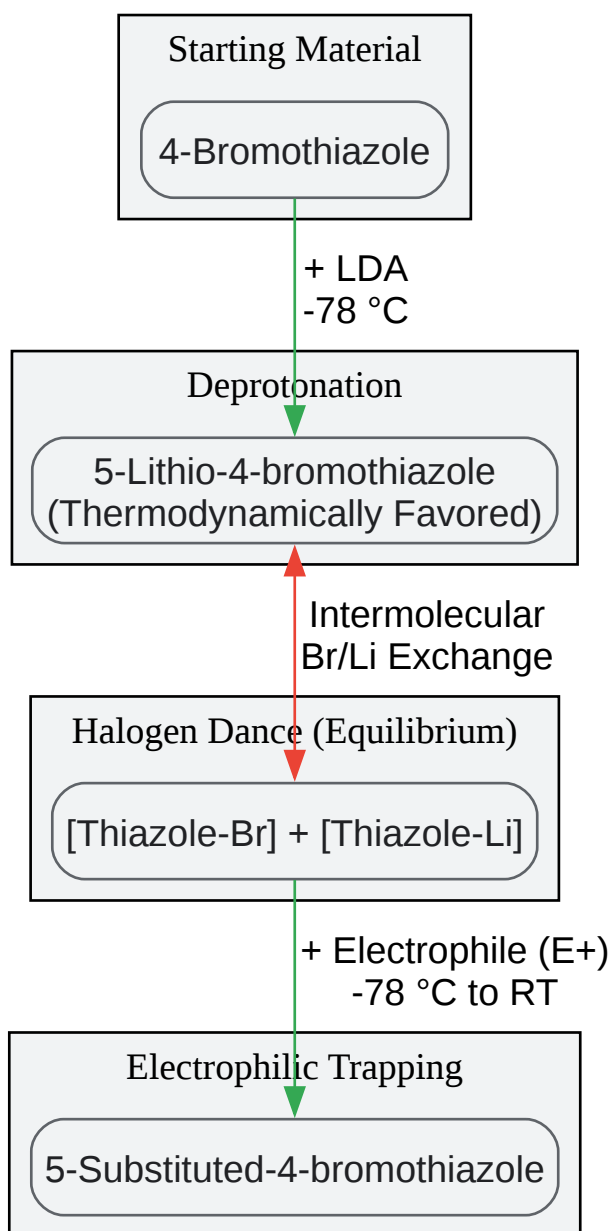 Starting Material
4-Bromothiazole
+ LDA
-78 °C
Deprotonation
5-Lithio-4-bromothiazole
(Thermodynamically Favored)
Intermolecular
Br/Li Exchange
Halogen Dance (Equilibrium)
[Thiazole-Br] + [Thiazole-Li]
+ Electrophile (E+)
-78 °C to RT
Electrophilic Trapping
5-Substituted-4-bromothiazole